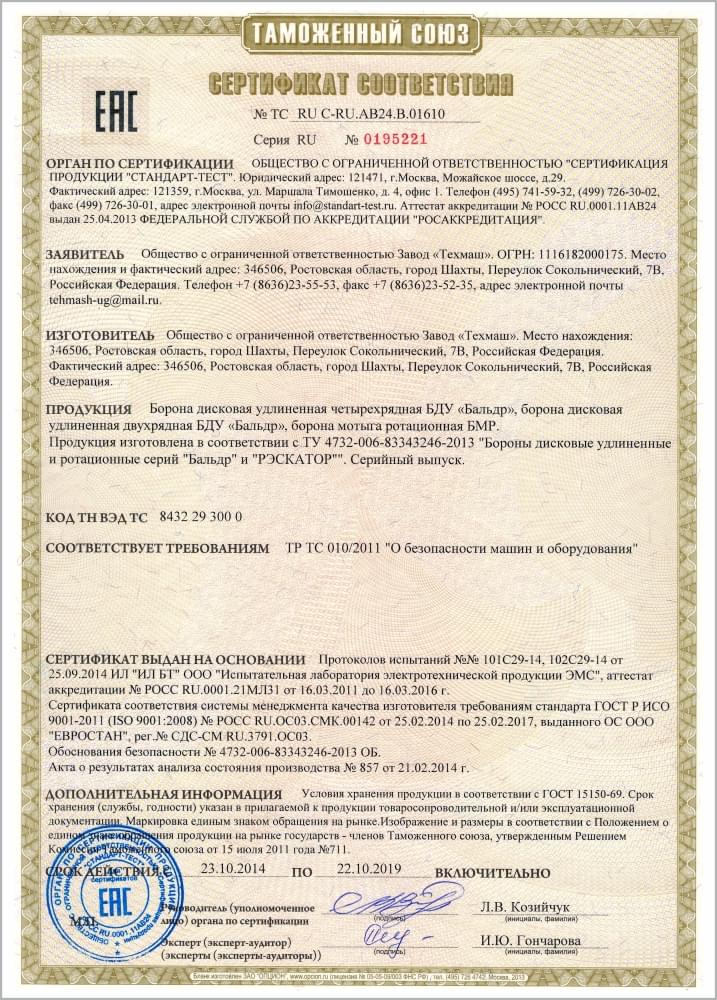 ТАМОЖЕННЫЙ СОЮЗ
СЕРТИФИКАТ СООТВЕТСТВИЯ
ЕАС
№ ТС RU C-RU.АВ24.В.01610
Серия RU № 0195221
ОРГАН ПО СЕРТИФИКАЦИИ ОБЩЕСТВО С ОГРАНИЧЕННОЙ ОТВЕТСТВЕННОСТЬЮ "СЕРТИФИКАЦИЯ
ПРОДУКЦИИ "СТАНДАРТ-ТЕСТ". Юридический адрес: 121471, г.Москва, Можайское шоссе, д.29.
Фактический адрес: 121359, г.Москва, ул. Маршала Тимошенко, д. 4, офис 1. Телефон (495) 741-59-32, (499) 726-30-02,
факс (499) 726-30-01, адрес электронной почты info@standart-test.ru. Аттестат аккредитации № РОСС RU.0001.11АВ24
выдан 25.04.2013 ФЕДЕРАЛЬНОЙ СЛУЖБОЙ ПО АККРЕДИТАЦИИ "РОСАККРЕДИТАЦИЯ".
ЗАЯВИТЕЛЬ Общество с ограниченной ответственностью Завод «Техмаш». ОГРН: 1116182000175. Место
нахождения и фактический адрес: 346506, Ростовская область, город Шахты, Переулок Сокольнический, 7В,
Российская Федерация. Телефон +7 (8636)23-55-53, факс +7 (8636)23-52-35, адрес электронной почты
tehmash-ug@mail.ru.
ИЗГОТОВИТЕЛЬ Общество с ограниченной ответственностью Завод «Техмаш». Место нахождения:
346506, Ростовская область, город Шахты, Переулок Сокольнический, 7В, Российская Федерация.
Фактический адрес: 346506, Ростовская область, город Шахты, Переулок Сокольнический, 7В, Российская
Федерация.
ПРОДУКЦИЯ Борона дисковая удлиненная четырехрядная БДУ «Бальдр», борона дисковая
удлиненная двухрядная БДУ «Бальдр», борона мотыга ротационная БМР.
Продукция изготовлена в соответствии с ТУ 4732-006-83343246-2013 "Бороны дисковые удлиненные
и ротационные серий "Бальдр" и "РЭСКАТОР"". Серийный выпуск.
КОД ТН ВЭД ТС 8432 29 300 0
СООТВЕТСТВУЕТ ТРЕБОВАНИЯМ ТР ТС 010/2011 "О безопасности машин и оборудования"
СЕРТИФИКАТ ВЫДАН НА ОСНОВАНИИ Протоколов испытаний №№ 101С29-14, 102С29-14 от
25.09.2014 ИЛ "ИЛ БТ" ООО "Испытательная лаборатория электротехнической продукции ЭМС", аттестат
аккредитации № РОСС RU.0001.21МЛ31 от 16.03.2011 до 16.03.2016 г.
Сертификата соответствия системы менеджмента качества изготовителя требованиям стандарта ГОСТ Р ИСО
9001-2011 (ISO 9001:2008) № РОСС RU.ОС03.СМК.00142 от 25.02.2014 по 25.02.2017, выданного ОС ООО
"ЕВРОСТАН", рег.№ СДС-СМ RU.3791.ОС03.
Обоснования безопасности № 4732-006-83343246-2013 ОБ.
Акта о результатах анализа состояния производства № 857 от 21.02.2014 г.
ДОПОЛНИТЕЛЬНАЯ ИНФОРМАЦИЯ Условия хранения продукции в соответствии с ГОСТ 15150-69. Срок
хранения (службы, годности) указан в прилагаемой к продукции товаросопроводительной и/или эксплуатационной
документации. Маркировка единым знаком обращения на рынке.Изображение и размеры в соответствии с Положением о
едином знаке обращения продукции на рынке государств - членов Таможенного союза, утвержденным Решением
Комиссии Таможенного союза от 15 июля 2011 года №711.
СРОК ДЕЙСТВИЯ С 23.10.2014 ПО 22.10.2019 ВКЛЮЧИТЕЛЬНО
М.П.
Руководитель (уполномоченное
лицо) органа по сертификации
(подпись)
Л.В. Козийчук
(инициалы, фамилия)
Эксперт (эксперт-аудитор)
(эксперты (эксперты-аудиторы))
(подпись)
И.Ю. Гончарова
(инициалы, фамилия)
ОРГАН ПО СЕРТИФИКАЦИИ ПРОДУКЦИИ
"СТАНДАРТ-ТЕСТ"
сертификатов
ЕАС
РОСС RU.0001.11АВ24
Бланк изготовлен ЗАО "ОПЦИОН", www.opcion.ru (лицензия № 05-05-09/003 ФНС РФ), тел. (495) 726 4742, Москва, 2013